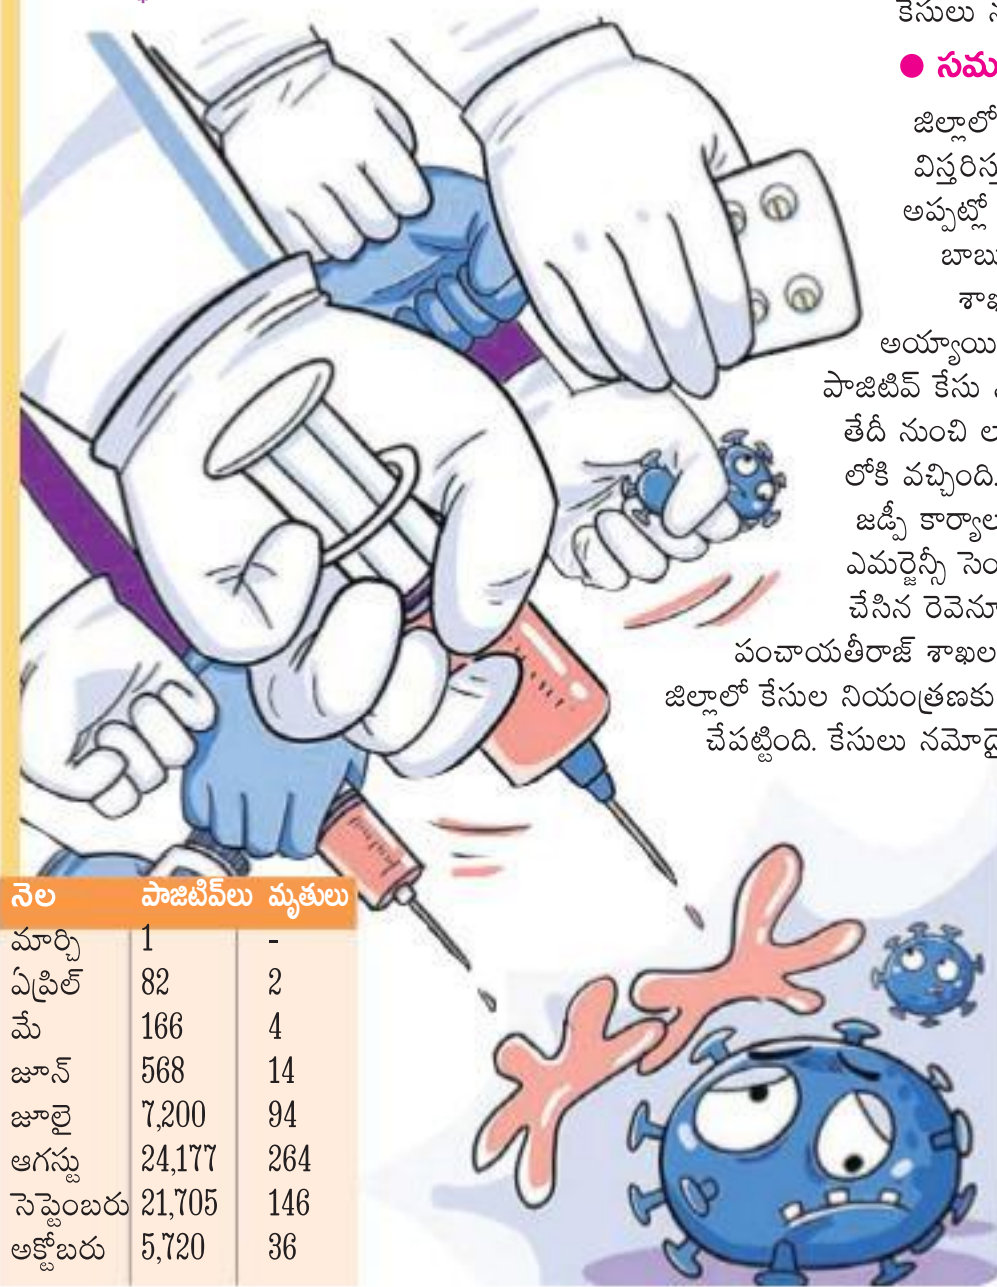 కేసులు
● సమ
జిల్లాలో
విస్తరిస్త
అప్పట్లో
బాబు
శాఖ
అయ్యాయి
పాజిటివ్ కేసు
తేదీ నుంచి ల
లోకి వచ్చింది.
జడ్పీ కార్యాల
ఎమర్జెన్సీ సెం
చేసిన రెవెనూ
పంచాయతీరాజ్ శాఖల
జిల్లాలో కేసుల నియంత్రణకు
చేపట్టింది. కేసులు నమోదై
నెల పాజిటివ్‌లు మృతులు
మార్చి 1 -
ఏప్రిల్ 82 2
మే 166 4
జూన్ 568 14
జూలై 7,200 94
ఆగస్టు 24,177 264
సెప్టెంబరు 21,705 146
అక్టోబరు 5,720 36